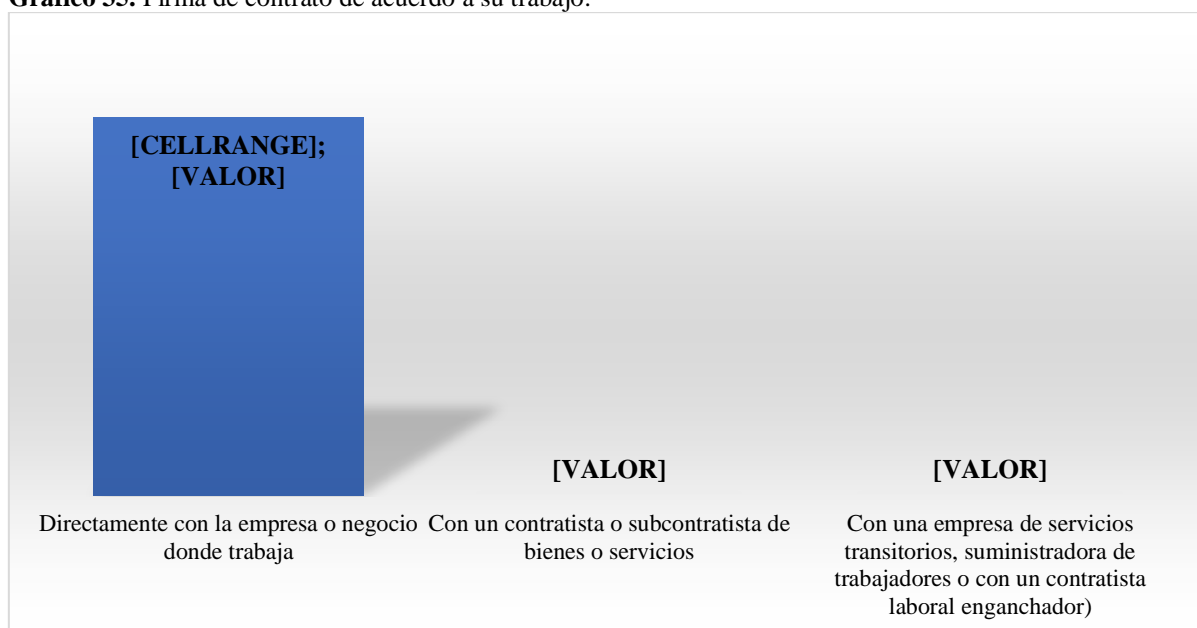 Gráfico 35. Firma de contrato de acuerdo a su trabajo.
[CELLRANGE];
[VALOR]
[VALOR]
[VALOR]
Directamente con la empresa o negocio
donde trabaja
Con un contratista o subcontratista de
bienes o servicios
Con una empresa de servicios
transitorios, suministradora de
trabajadores o con un contratista
laboral enganchador)